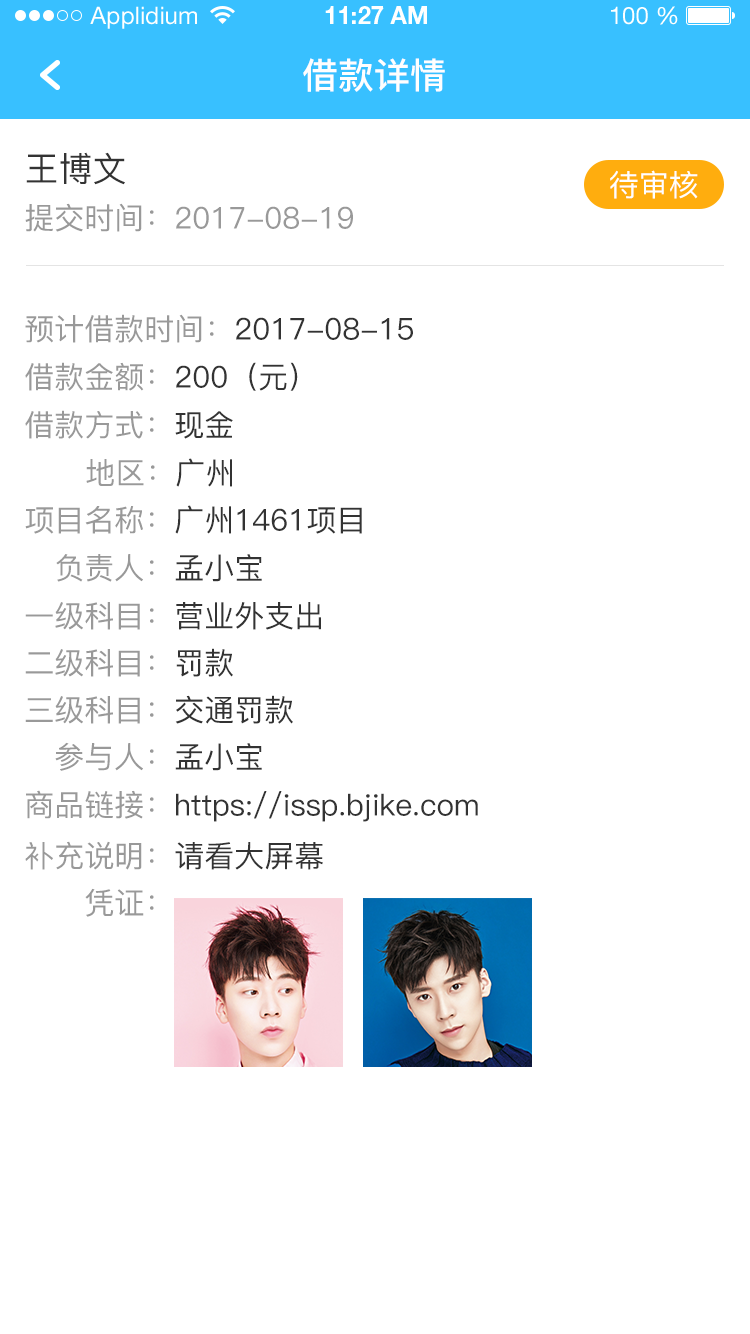 Applidium 11:27 AM 100 %
借款详情
王博文
待审核
提交时间：2017-08-19
预计借款时间：2017-08-15
借款金额：200（元）
借款方式：现金
地区：广州
项目名称：广州1461项目
负责人：孟小宝
一级科目：营业外支出
二级科目：罚款
三级科目：交通罚款
参与人：孟小宝
商品链接：https://issp.bjike.com
补充说明：请看大屏幕
凭证：